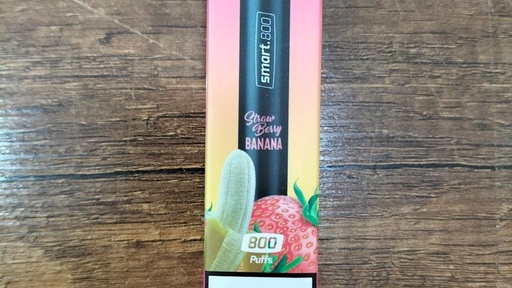 smart.800
Straw
Berry
BANANA
800
Puffs